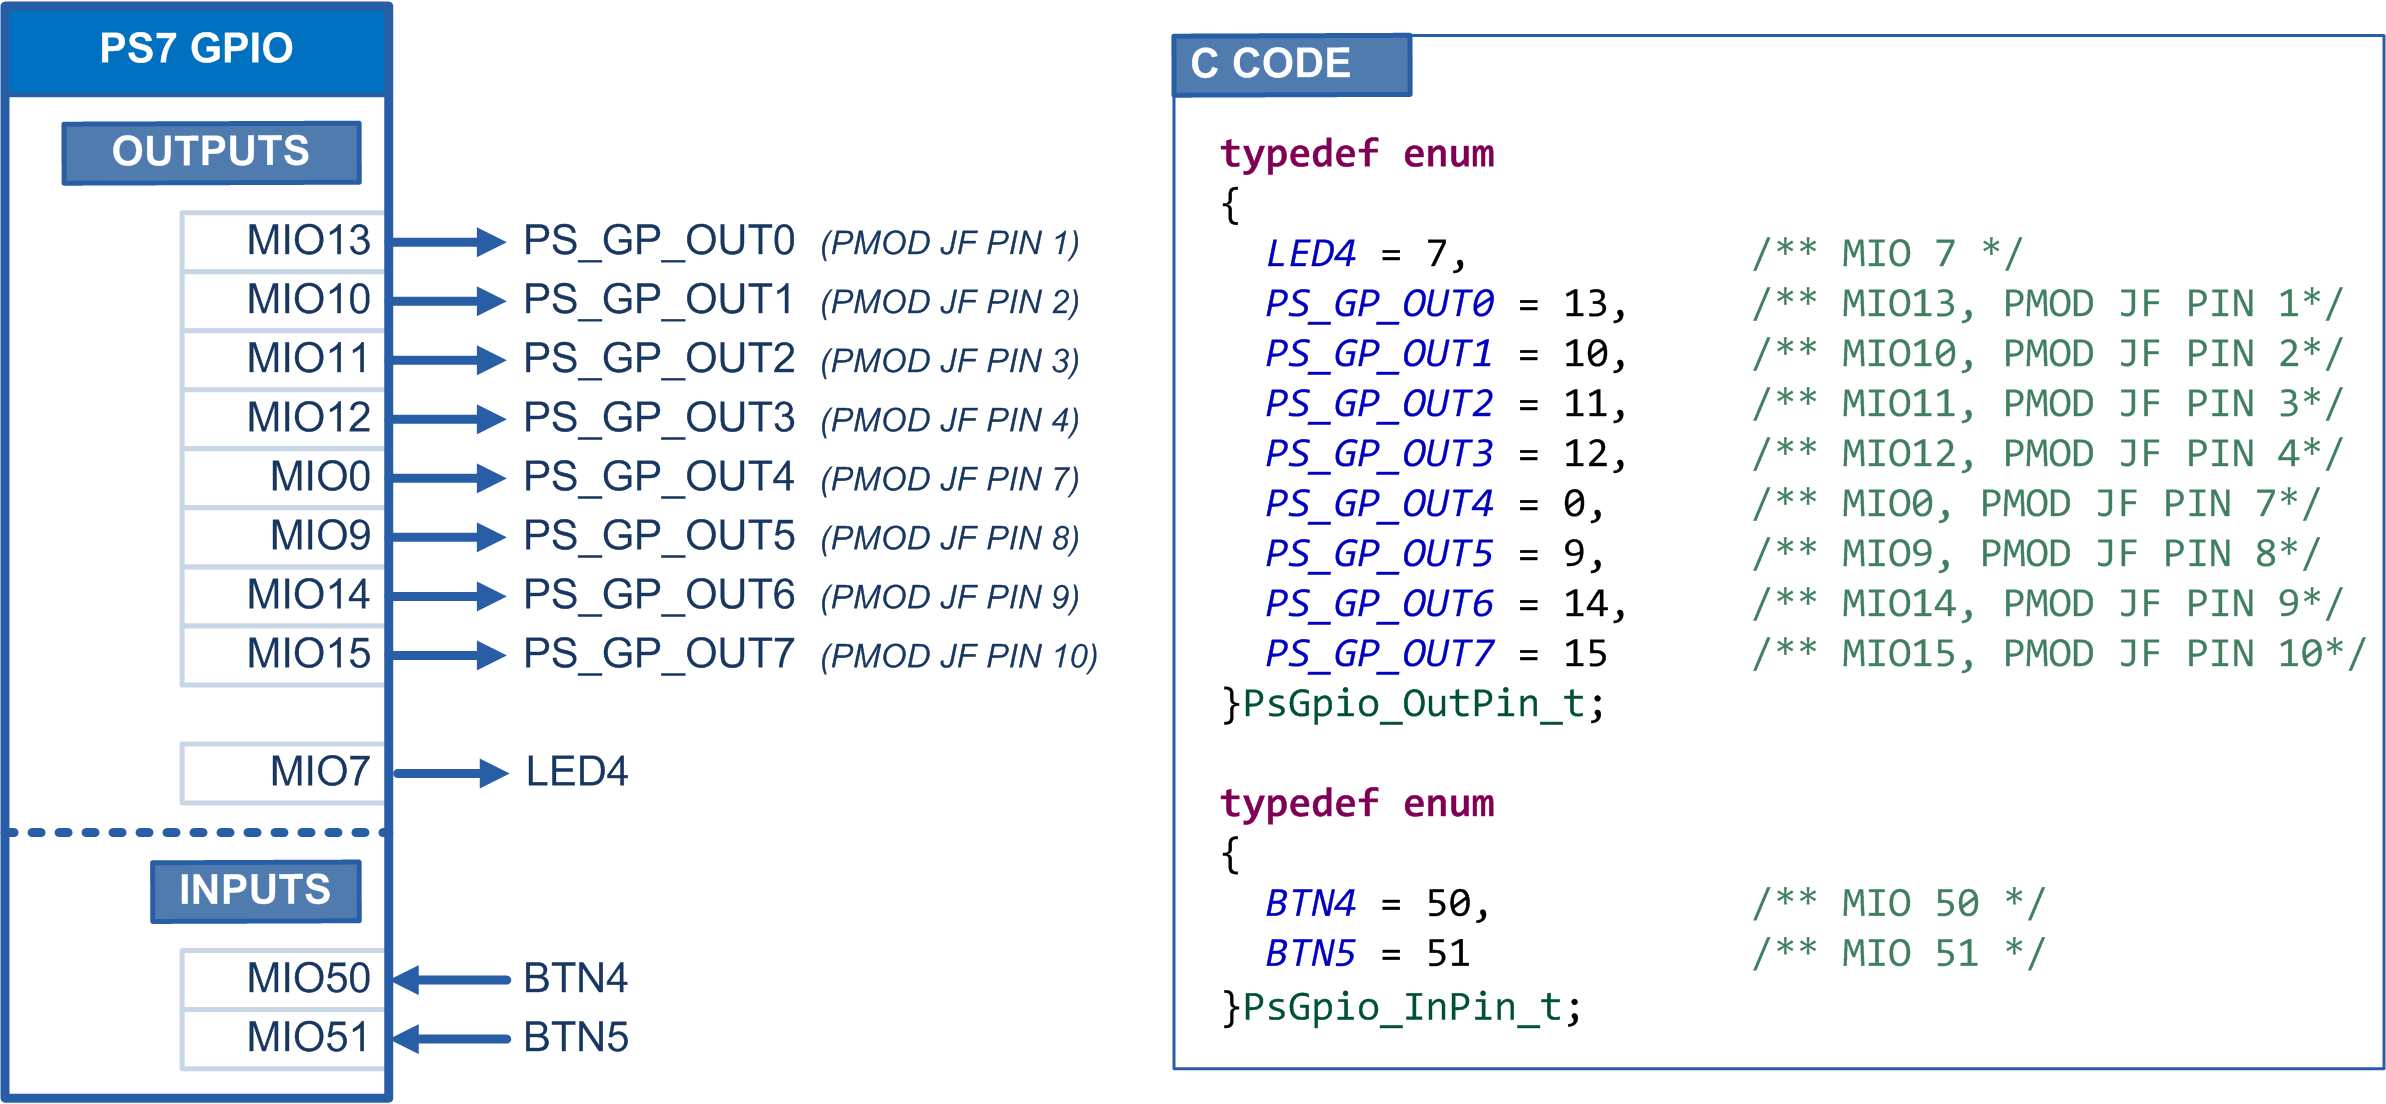 PS7 GPIO
OUTPUTS
MIO13 PS_GP_OUT0 (PMOD JF PIN 1)
MIO10 PS_GP_OUT1 (PMOD JF PIN 2)
MIO11 PS_GP_OUT2 (PMOD JF PIN 3)
MIO12 PS_GP_OUT3 (PMOD JF PIN 4)
MIO0 PS_GP_OUT4 (PMOD JF PIN 7)
MIO9 PS_GP_OUT5 (PMOD JF PIN 8)
MIO14 PS_GP_OUT6 (PMOD JF PIN 9)
MIO15 PS_GP_OUT7 (PMOD JF PIN 10)
MIO7 LED4
INPUTS
MIO50 BTN4
MIO51 BTN5
C CODE
typedef enum
{
LED4 = 7, /** MIO 7 */
PS_GP_OUT0 = 13, /** MIO13, PMOD JF PIN 1*/
PS_GP_OUT1 = 10, /** MIO10, PMOD JF PIN 2*/
PS_GP_OUT2 = 11, /** MIO11, PMOD JF PIN 3*/
PS_GP_OUT3 = 12, /** MIO12, PMOD JF PIN 4*/
PS_GP_OUT4 = 0, /** MIO0, PMOD JF PIN 7*/
PS_GP_OUT5 = 9, /** MIO9, PMOD JF PIN 8*/
PS_GP_OUT6 = 14, /** MIO14, PMOD JF PIN 9*/
PS_GP_OUT7 = 15 /** MIO15, PMOD JF PIN 10*/
}PsGpio_OutPin_t;
typedef enum
{
BTN4 = 50, /** MIO 50 */
BTN5 = 51 /** MIO 51 */
}PsGpio_InPin_t;